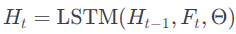 H_t = LSTM(H_{t−1}, F_t, Θ)